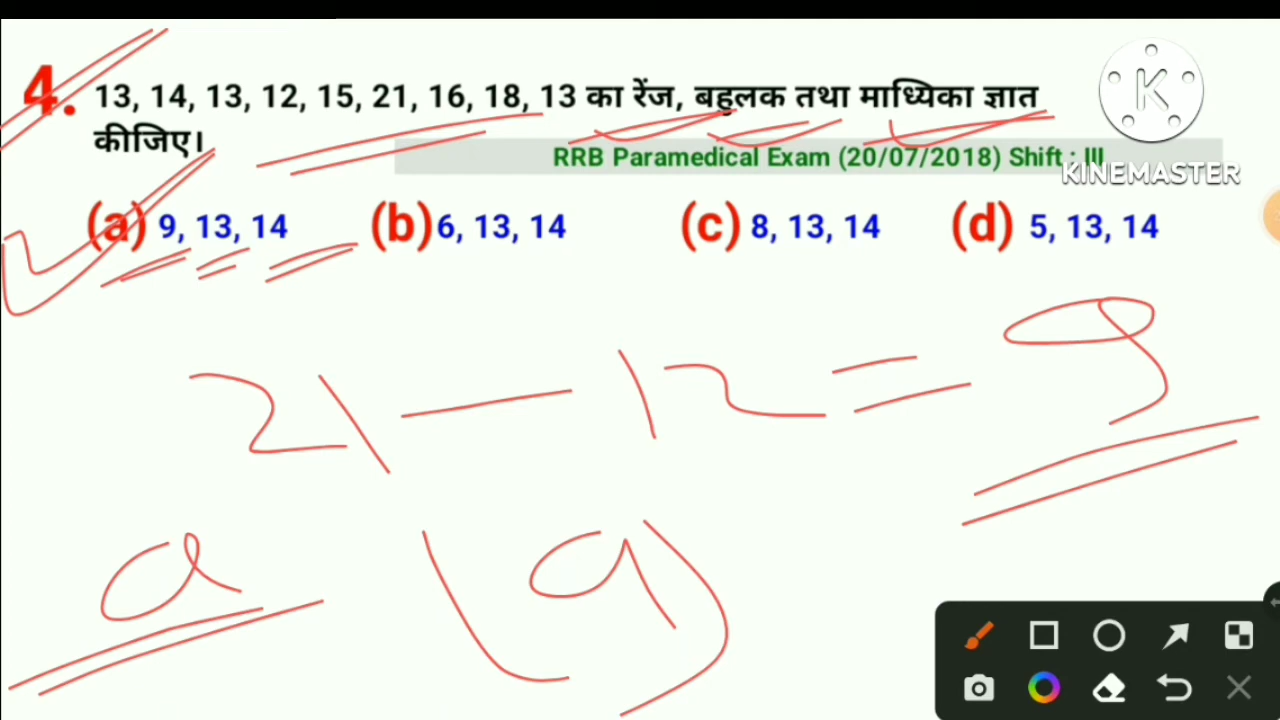 4. 13, 14, 13, 12, 15, 21, 16, 18, 13 का रेंज, बहुलक तथा माध्यिका ज्ञात
कीजिए।
RRB Paramedical Exam (20/07/2018) Shift : III
K
KINEMASTER
(a) 9, 13, 14 (b) 6, 13, 14 (c) 8, 13, 14 (d) 5, 13, 14
21 — 12 = 9
a (a)